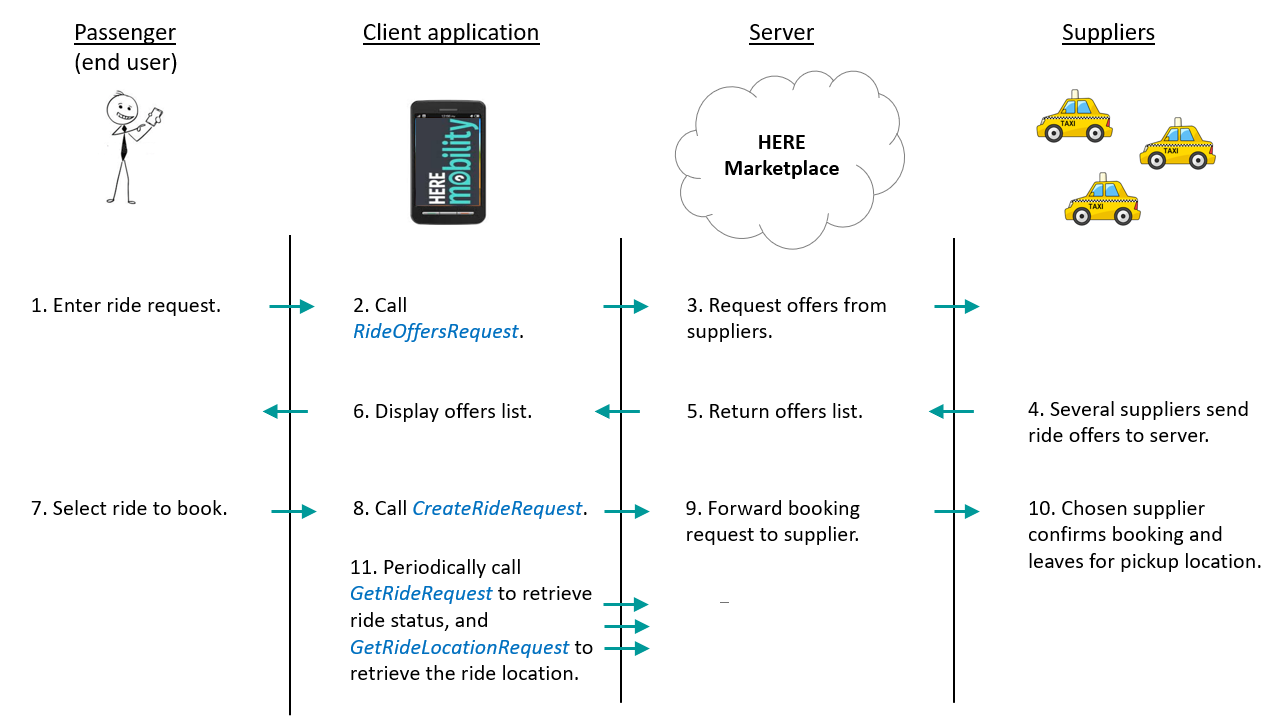 Passenger
(end user)
Client application
Server
Suppliers
HERE
mobility
HERE
Marketplace
TAXI
TAXI
TAXI
1. Enter ride request.
2. Call
RideOffersRequest.
3. Request offers from
suppliers.
6. Display offers list.
5. Return offers list.
4. Several suppliers send
ride offers to server.
7. Select ride to book.
8. Call CreateRideRequest.
9. Forward booking
request to supplier.
10. Chosen supplier
confirms booking and
leaves for pickup location.
11. Periodically call
GetRideRequest to retrieve
ride status, and
GetRideLocationRequest to
retrieve the ride location.